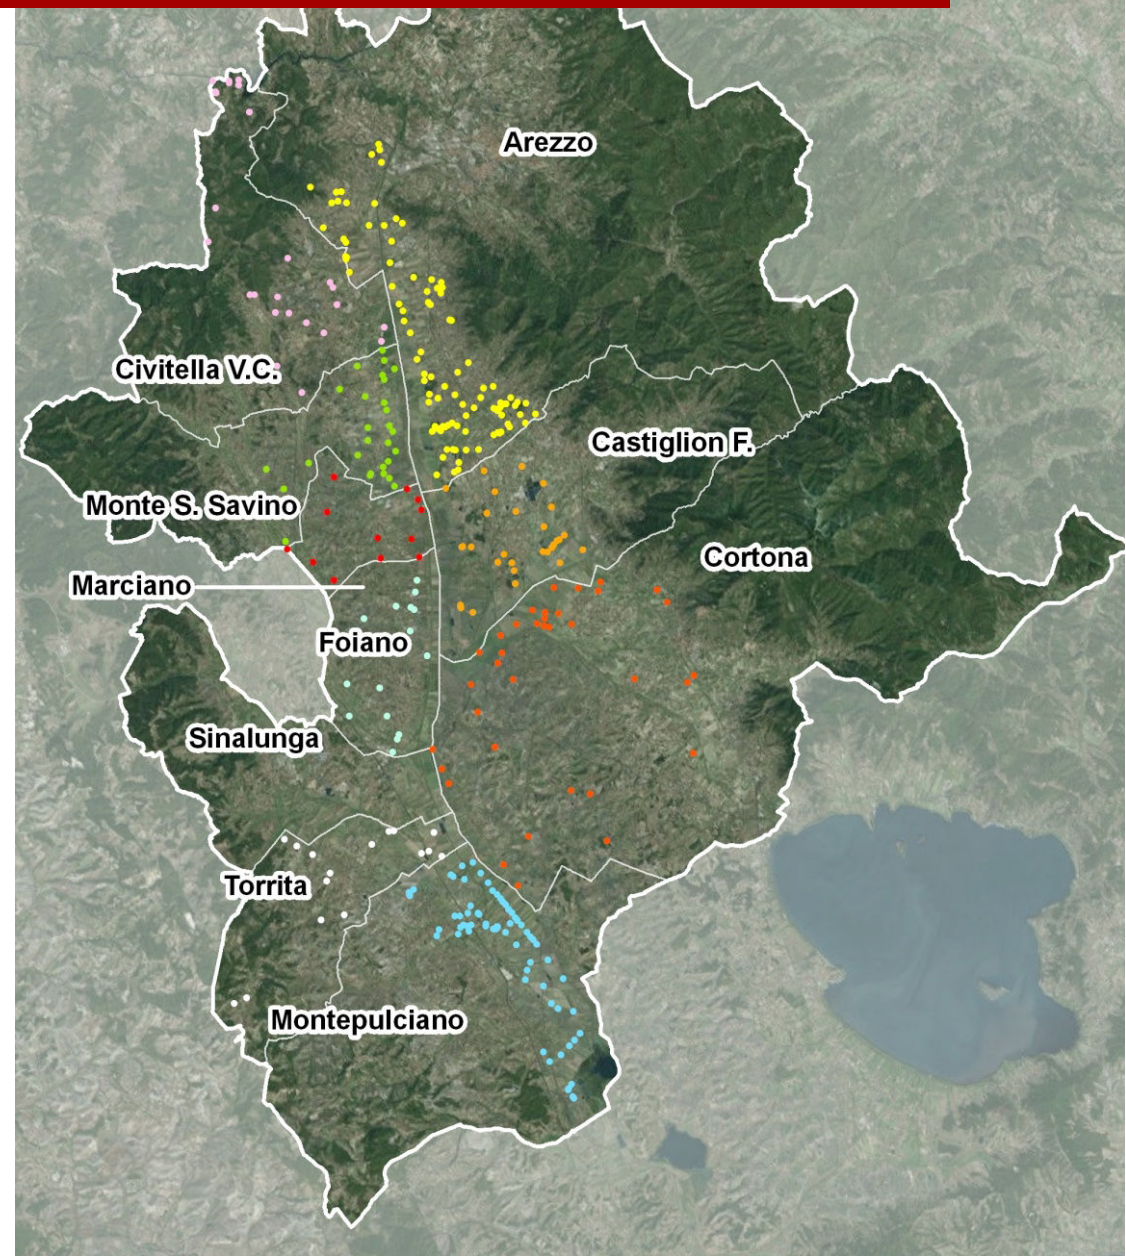 Arezzo
Civitella V.C.
Castiglion F.
Monte S. Savino
Cortona
Marciano
Foiano
Sinalunga
Torrita
Montepulciano